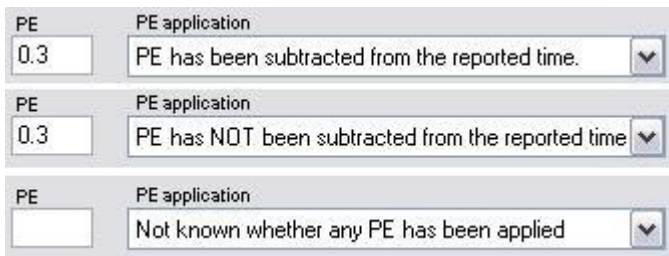 PE PE application
0.3 PE has been subtracted from the reported time.
PE PE application
0.3 PE has NOT been subtracted from the reported time
PE PE application
Not known whether any PE has been applied